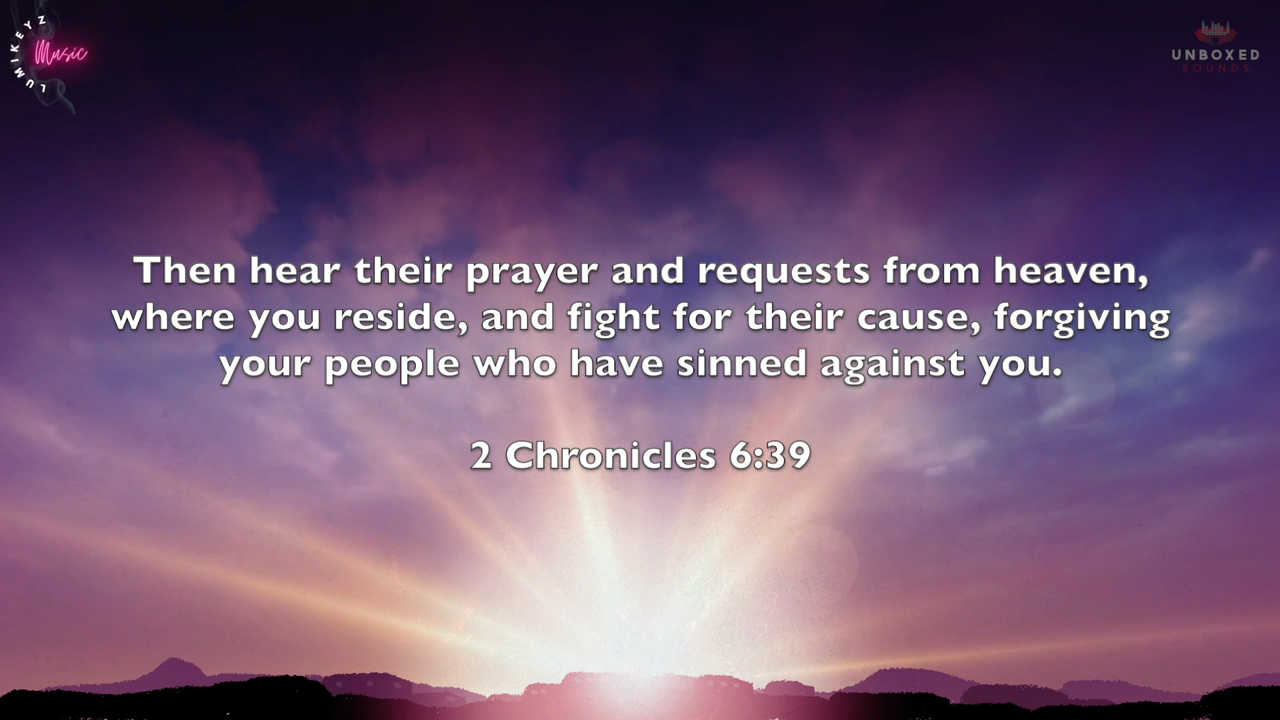 LUMIKEYZ
Music
UNBOXED
SOUNDS
Then hear their prayer and requests from heaven,
where you reside, and fight for their cause, forgiving
your people who have sinned against you.
2 Chronicles 6:39